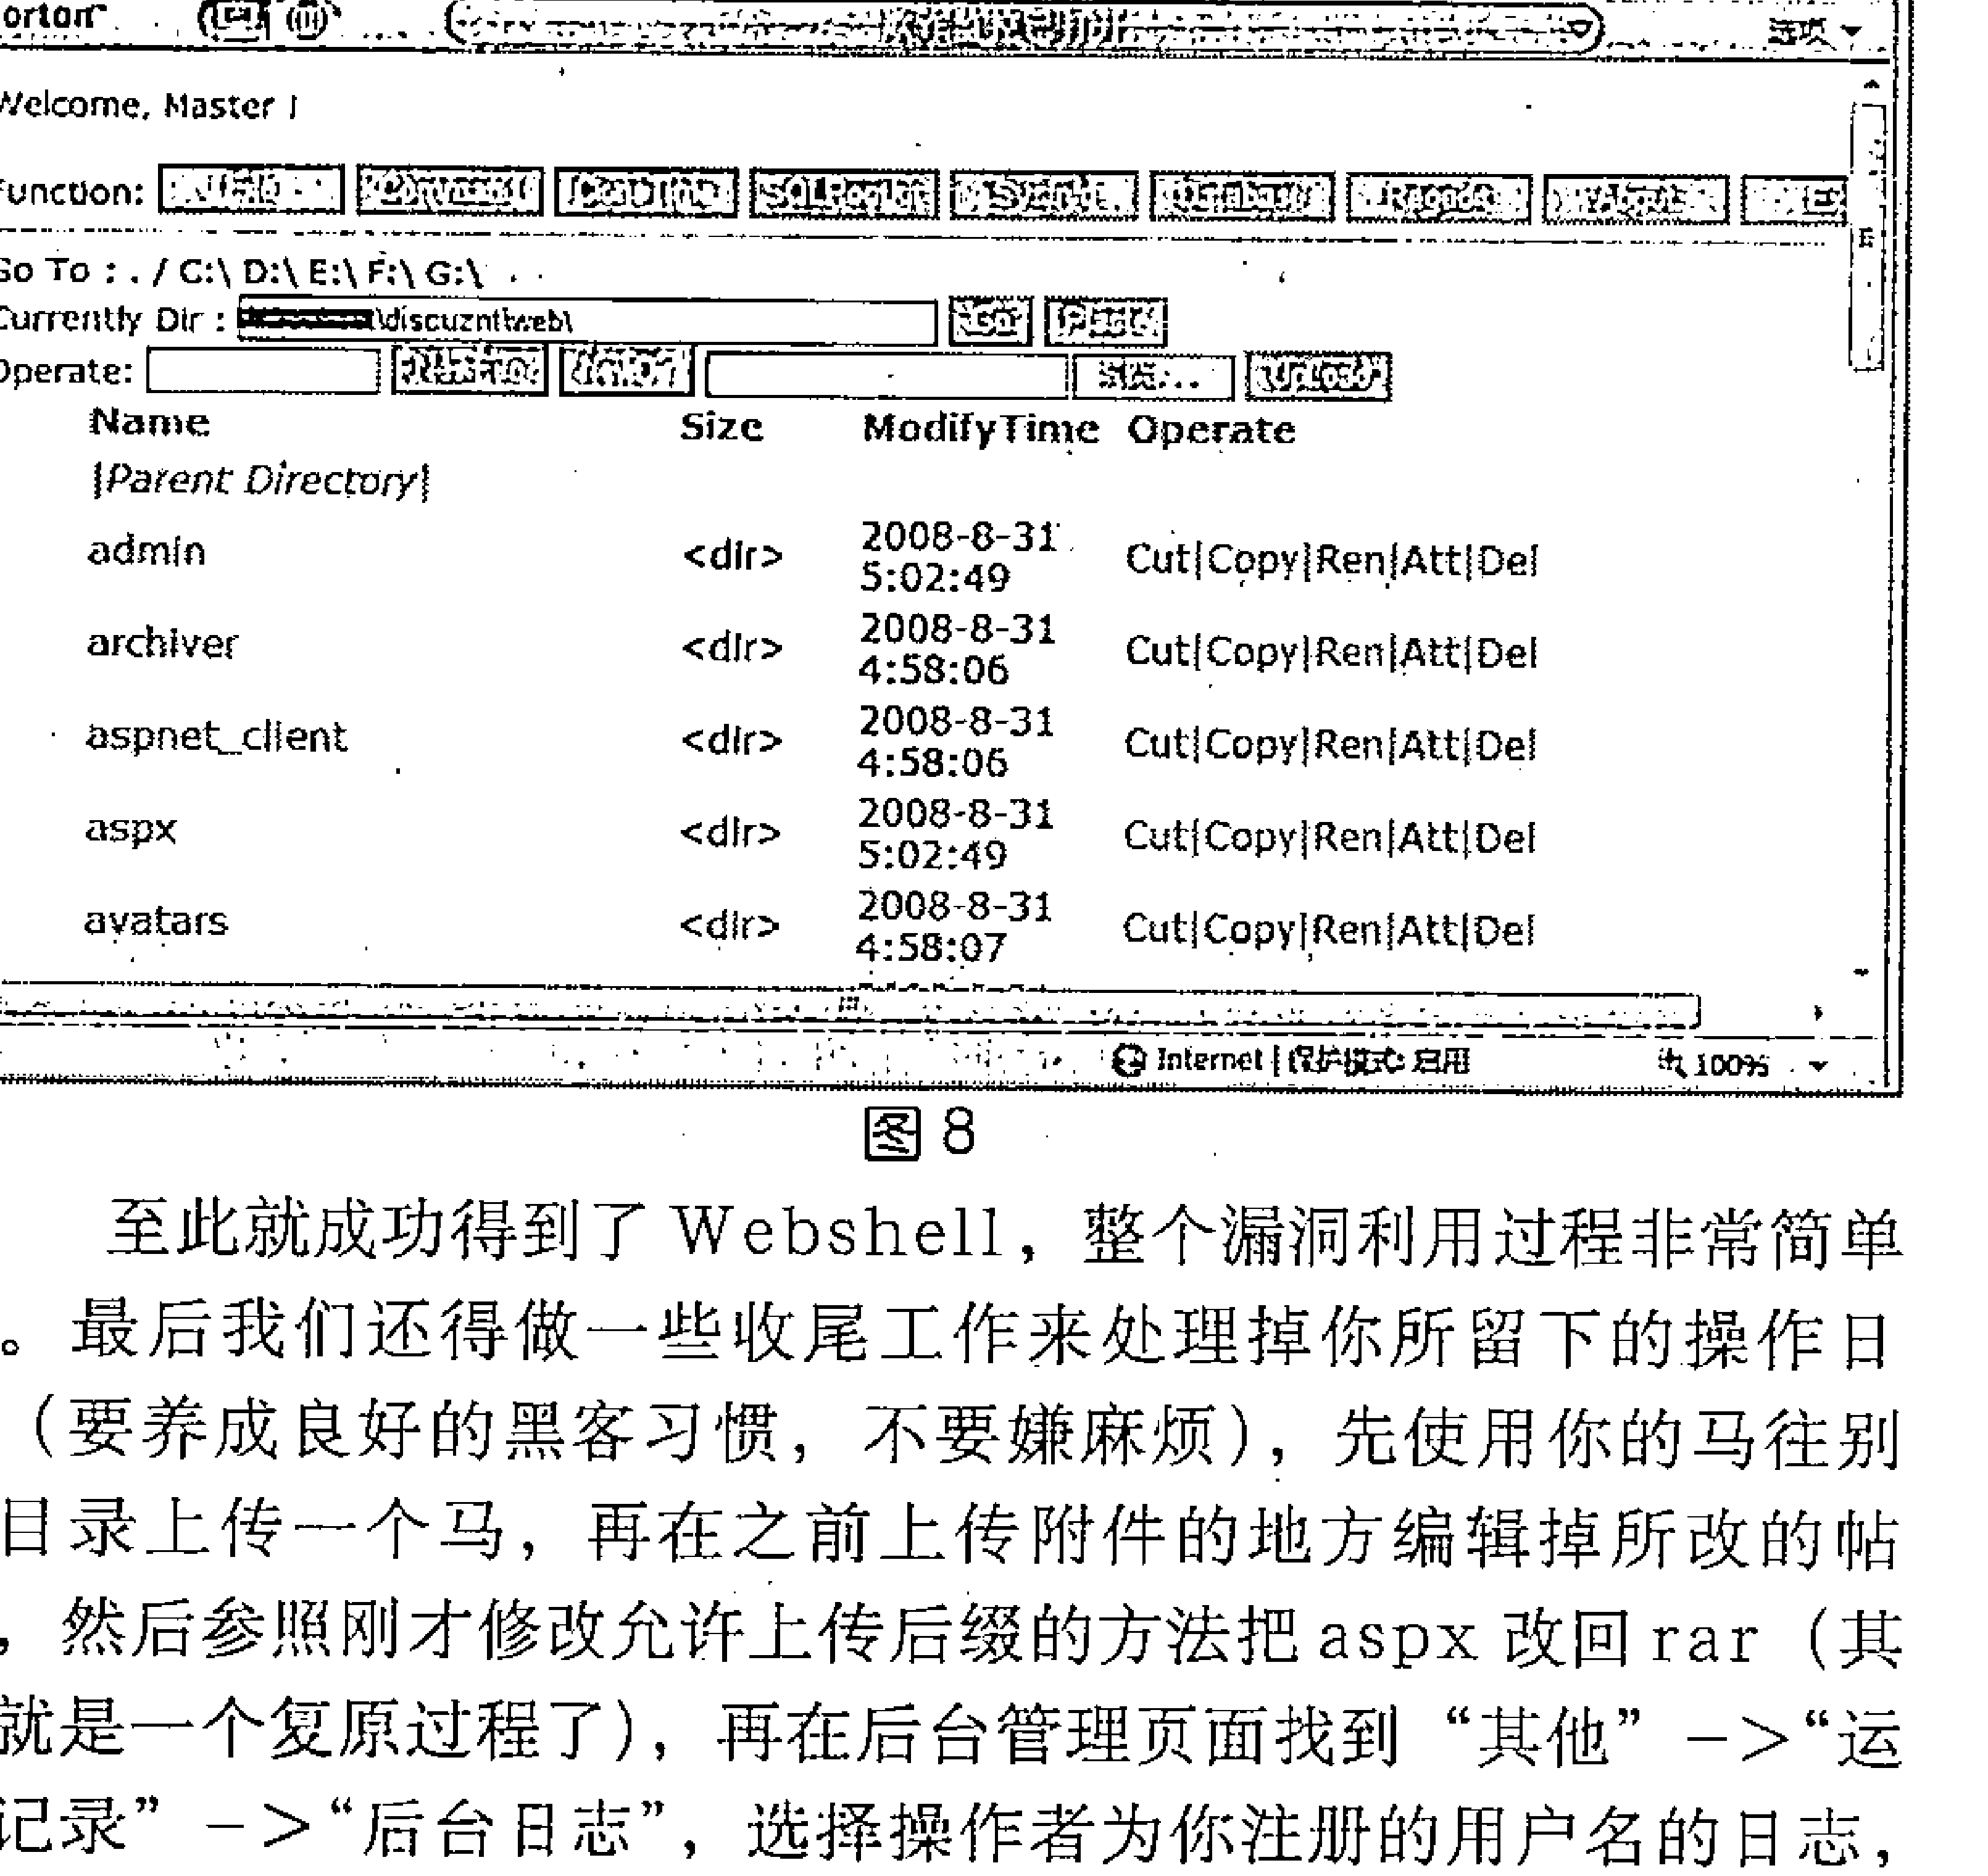 选项
Welcome, Master !
Function:
Go To : . / C:\ D:\ E:\ F:\ G:\
Currently Dir : \discuznt\web\ Go
Operate: Upload
Name Size ModifyTime Operate
|Parent Directory|
admin <dir> 2008-8-31 5:02:49 Cut|Copy|Ren|Att|Del
archiver <dir> 2008-8-31 4:58:06 Cut|Copy|Ren|Att|Del
aspnet_client <dir> 2008-8-31 4:58:06 Cut|Copy|Ren|Att|Del
aspx <dir> 2008-8-31 5:02:49 Cut|Copy|Ren|Att|Del
avatars <dir> 2008-8-31 4:58:07 Cut|Copy|Ren|Att|Del
Internet | 保护模式: 启用 100%
图 8
至此就成功得到了 Webshell，整个漏洞利用过程非常简单
。最后我们还得做一些收尾工作来处理掉你所留下的操作日
（要养成良好的黑客习惯，不要嫌麻烦），先使用你的马往别
目录上传一个马，再在之前上传附件的地方编辑掉所改的帖
，然后参照刚才修改允许上传后缀的方法把 aspx 改回 rar（其
就是一个复原过程了），再在后台管理页面找到“其他”->“运
记录”->“后台日志”，选择操作者为你注册的用户名的日志，